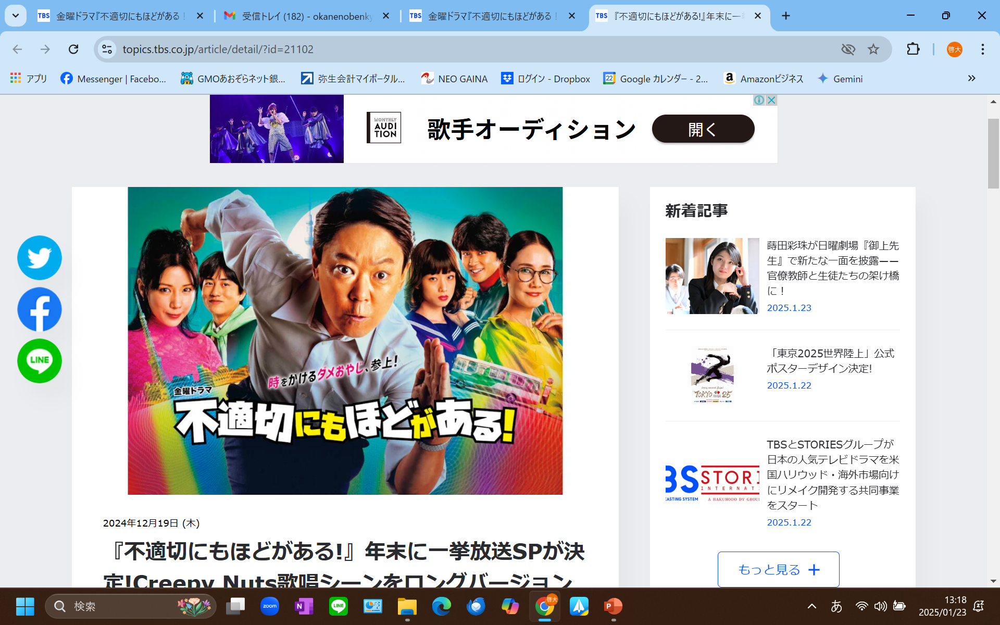 TBS 金曜ドラマ『不適切にもほどがある！
受信トレイ (182) - okanenobenky
TBS 金曜ドラマ『不適切にもほどがある！
TBS 『不適切にもほどがある!』年末に一挙
topics.tbs.co.jp/article/detail/?id=21102
啓大
アプリ
Messenger | Facebo...
GMOあおぞらネット銀...
弥生会計マイポータル...
NEO GAINA
ログイン - Dropbox
22 Google カレンダー - 2...
Amazonビジネス
Gemini
MONTHLY
AUDI
TION
歌手オーディション
開く
時をかけるダメおやじ、参上!
金曜ドラマ
不適切にもほどがある!
LINE
2024年12月19日 (木)
『不適切にもほどがある!』年末に一挙放送SPが決
定!Creepy Nuts歌唱シーンをロングバージョン
新着記事
蒔田彩珠が日曜劇場『御上先
生』で新たな一面を披露——
官僚教師と生徒たちの架け橋
に！
2025.1.23
TOKYO 25
「東京2025世界陸上」公式
ポスターデザイン決定!
2025.1.22
BS STORI
INTERNATI
CASTING SYSTEM
A HAKUHODO DY GROU
TBSとSTORIESグループが
日本の人気テレビドラマを米
国ハリウッド・海外市場向け
にリメイク開発する共同事業
をスタート
2025.1.22
もっと見る
検索
zoom
N
LINE
啓大
P
あ
13:18
2025/01/23